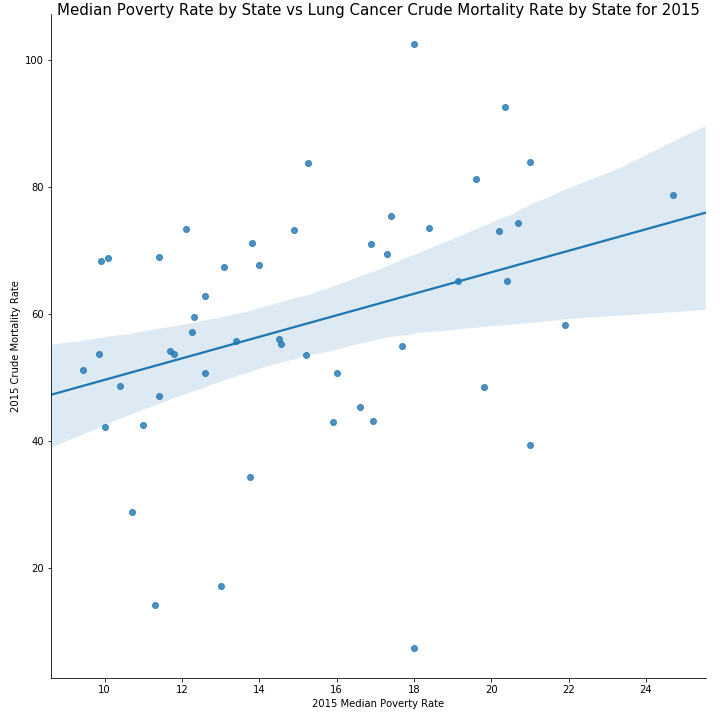 Median Poverty Rate by State vs Lung Cancer Crude Mortality Rate by State for 2015
100
80
60
40
20
2015 Crude Mortality Rate
10 12 14 16 18 20 22 24
2015 Median Poverty Rate